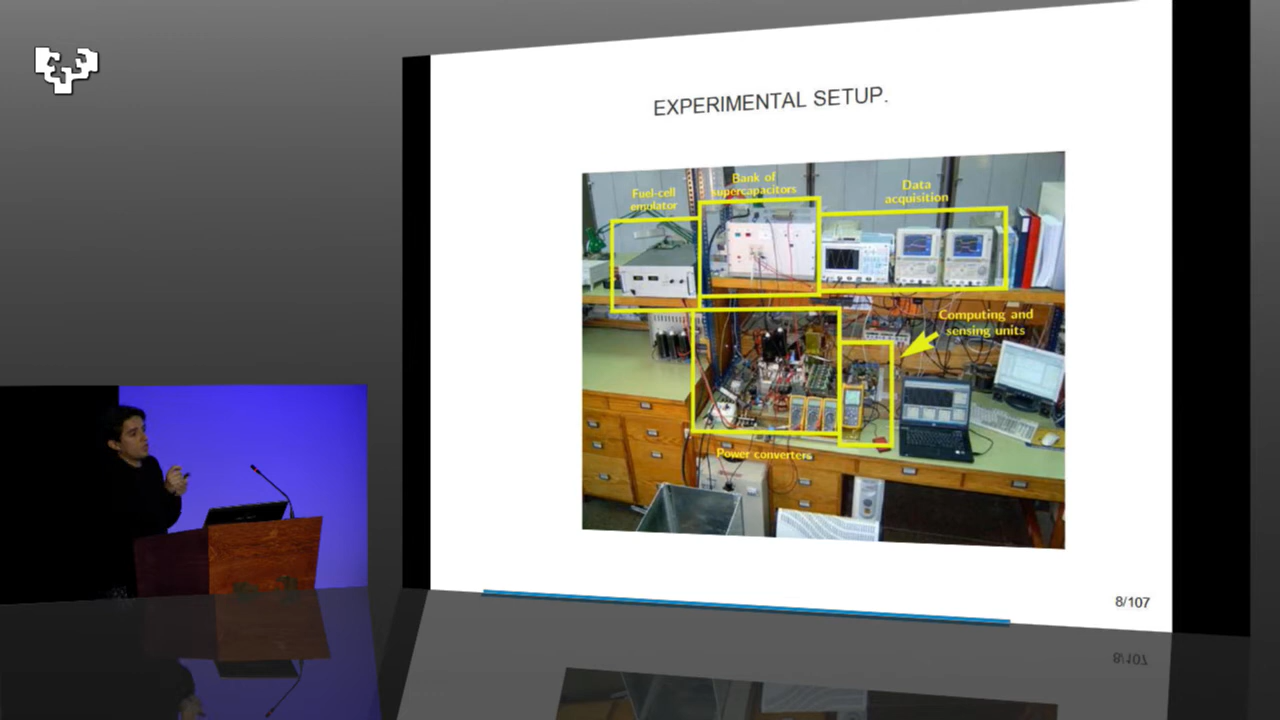 EXPERIMENTAL SETUP.
Fuel-cell
emulator
Bank of
supercapacitors
Data
acquisition
Computing and
sensing units
Power converters
8/107